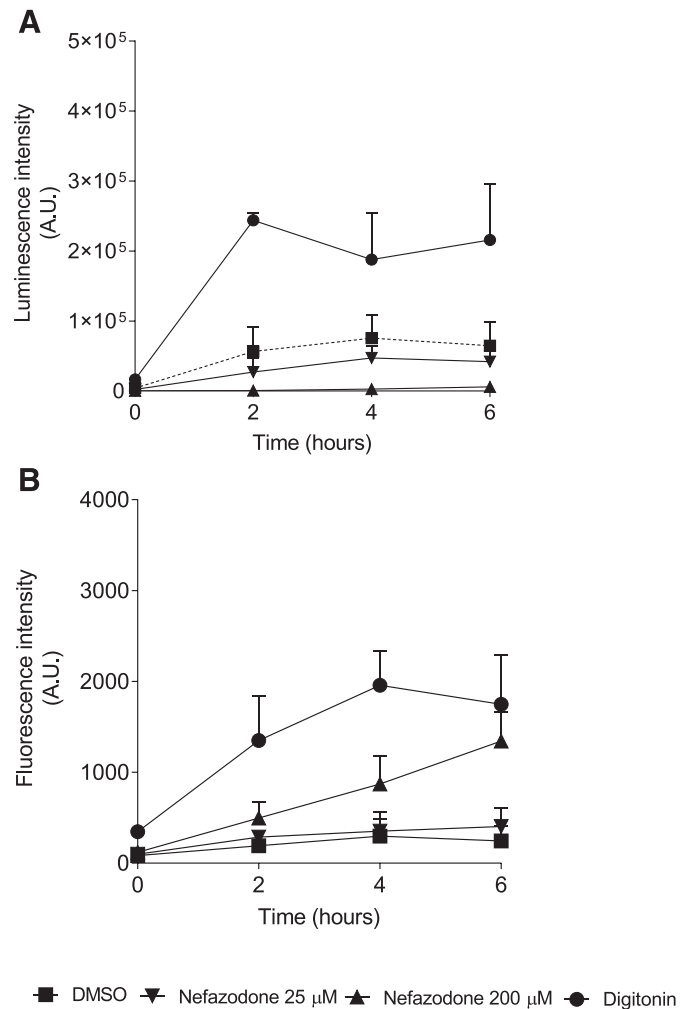 A
Luminescence intensity
(A.U.)
5×10⁵
4×10⁵
3×10⁵
2×10⁵
1×10⁵
0
0 2 4 6
Time (hours)
B
Fluorescence intensity
(A.U.)
4000
3000
2000
1000
0
0 2 4 6
Time (hours)
DMSO Nefazodone 25 μM Nefazodone 200 μM Digitonin